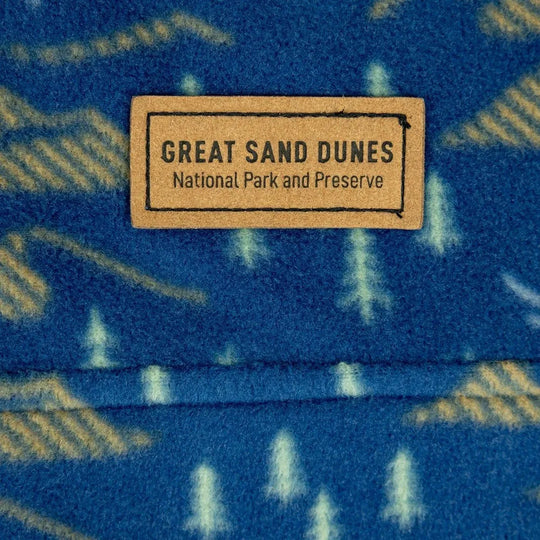 GREAT SAND DUNES
National Park and Preserve